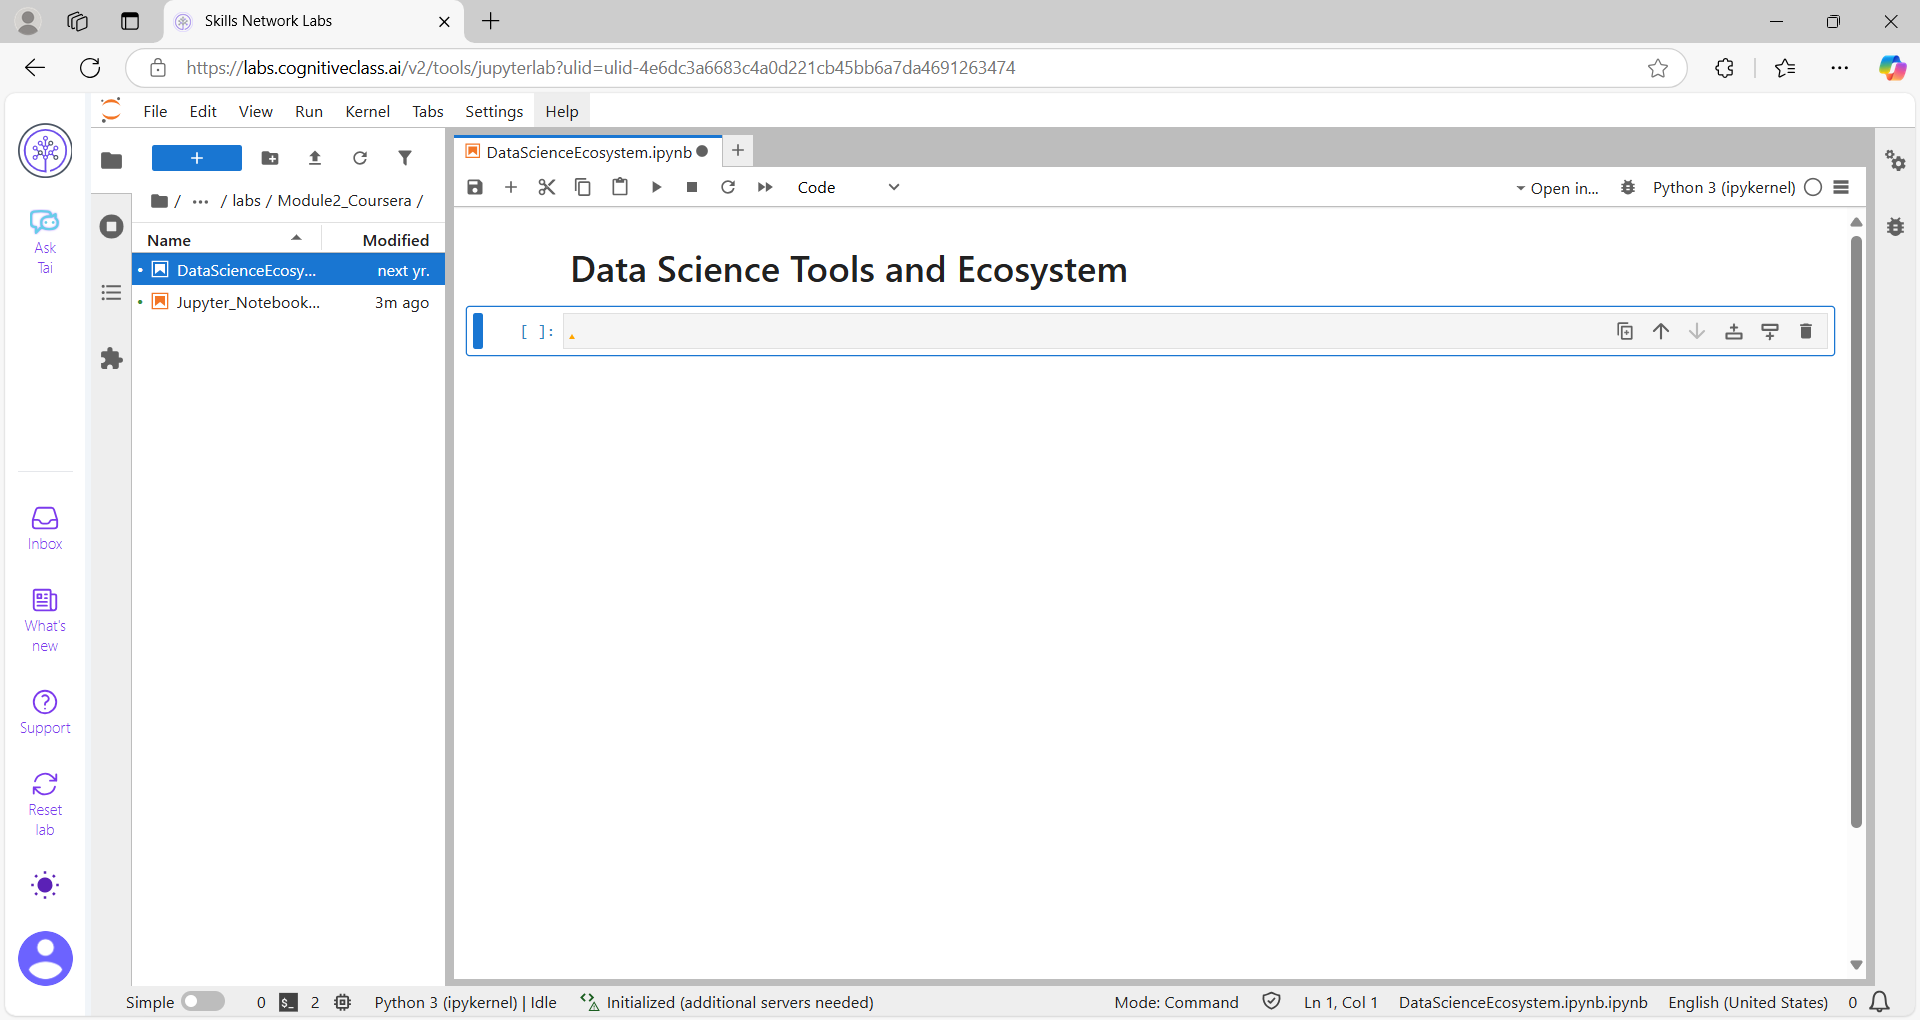 Skills Network Labs
https://labs.cognitiveclass.ai/v2/tools/jupyterlab?ulid=ulid-4e6dc3a6683c4a0d221cb45bb6a7da4691263474
File Edit View Run Kernel Tabs Settings Help
DataScienceEcosystem.ipynb
Code
Open in...
Python 3 (ipykernel)
/ ... / labs / Module2_Coursera /
Name Modified
DataScienceEcosy... next yr.
Jupyter_Notebook... 3m ago
Data Science Tools and Ecosystem
[ ]:
Ask
Tai
Inbox
What's
new
Support
Reset
lab
Simple 0 $_ 2 Python 3 (ipykernel) | Idle Initialized (additional servers needed) Mode: Command Ln 1, Col 1 DataScienceEcosystem.ipynb.ipynb English (United States) 0